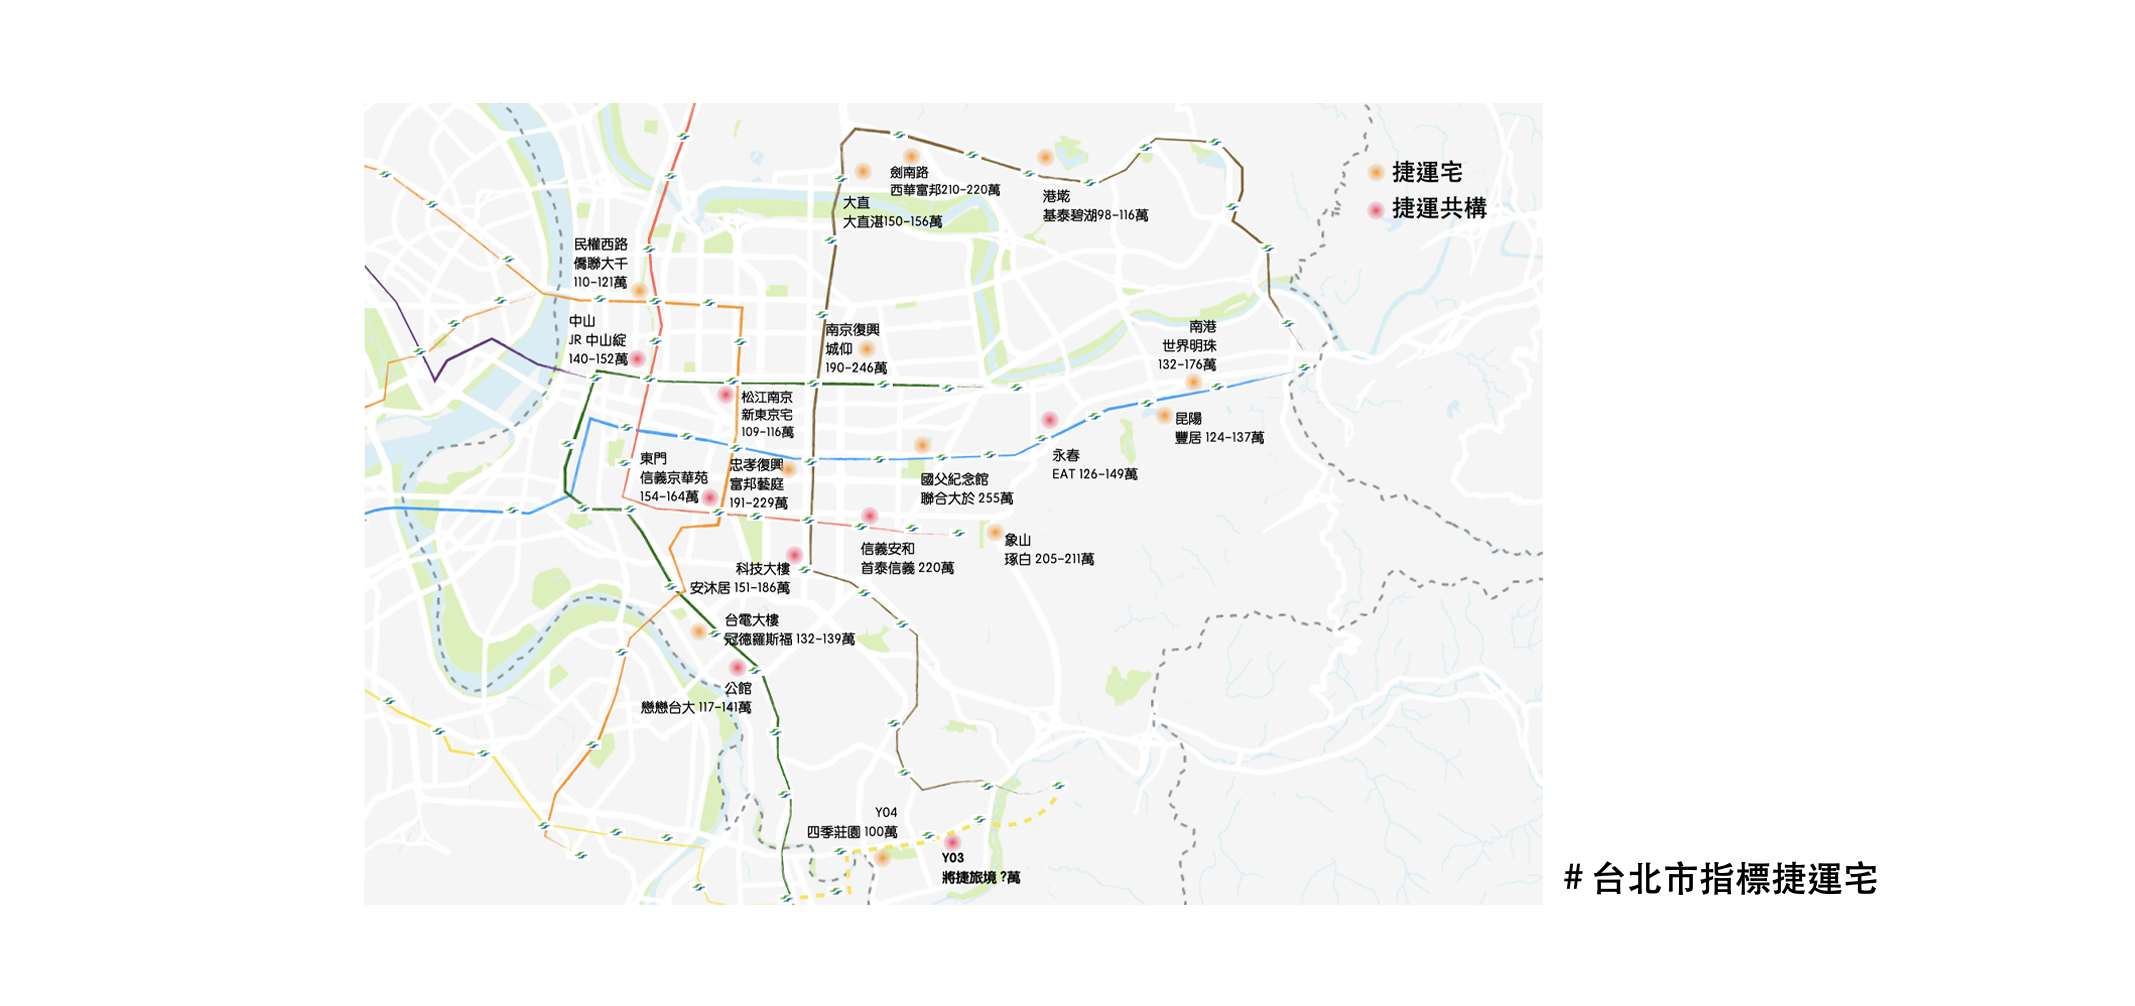 捷運宅
捷運共構
劍南路
西華富邦210-220萬
大直
大直湛150-156萬
港墘
基泰碧湖98-116萬
民權西路
僑聯大千
110-121萬
中山
JR 中山綻
140-152萬
南京復興
城仰
190-246萬
南港
世界明珠
132-176萬
松江南京
新東京宅
109-116萬
昆陽
豐居 124-137萬
東門
信義京華苑
154-164萬
忠孝復興
富邦藝庭
191-229萬
國父紀念館
聯合大於 255萬
永春
EAT 126-149萬
信義安和
首泰信義 220萬
象山
琢白 205-211萬
科技大樓
安沐居 151-186萬
台電大樓
冠德羅斯福 132-139萬
公館
戀戀台大 117-141萬
Y04
四季莊園 100萬
Y03
將捷旅境 ?萬
# 台北市指標捷運宅